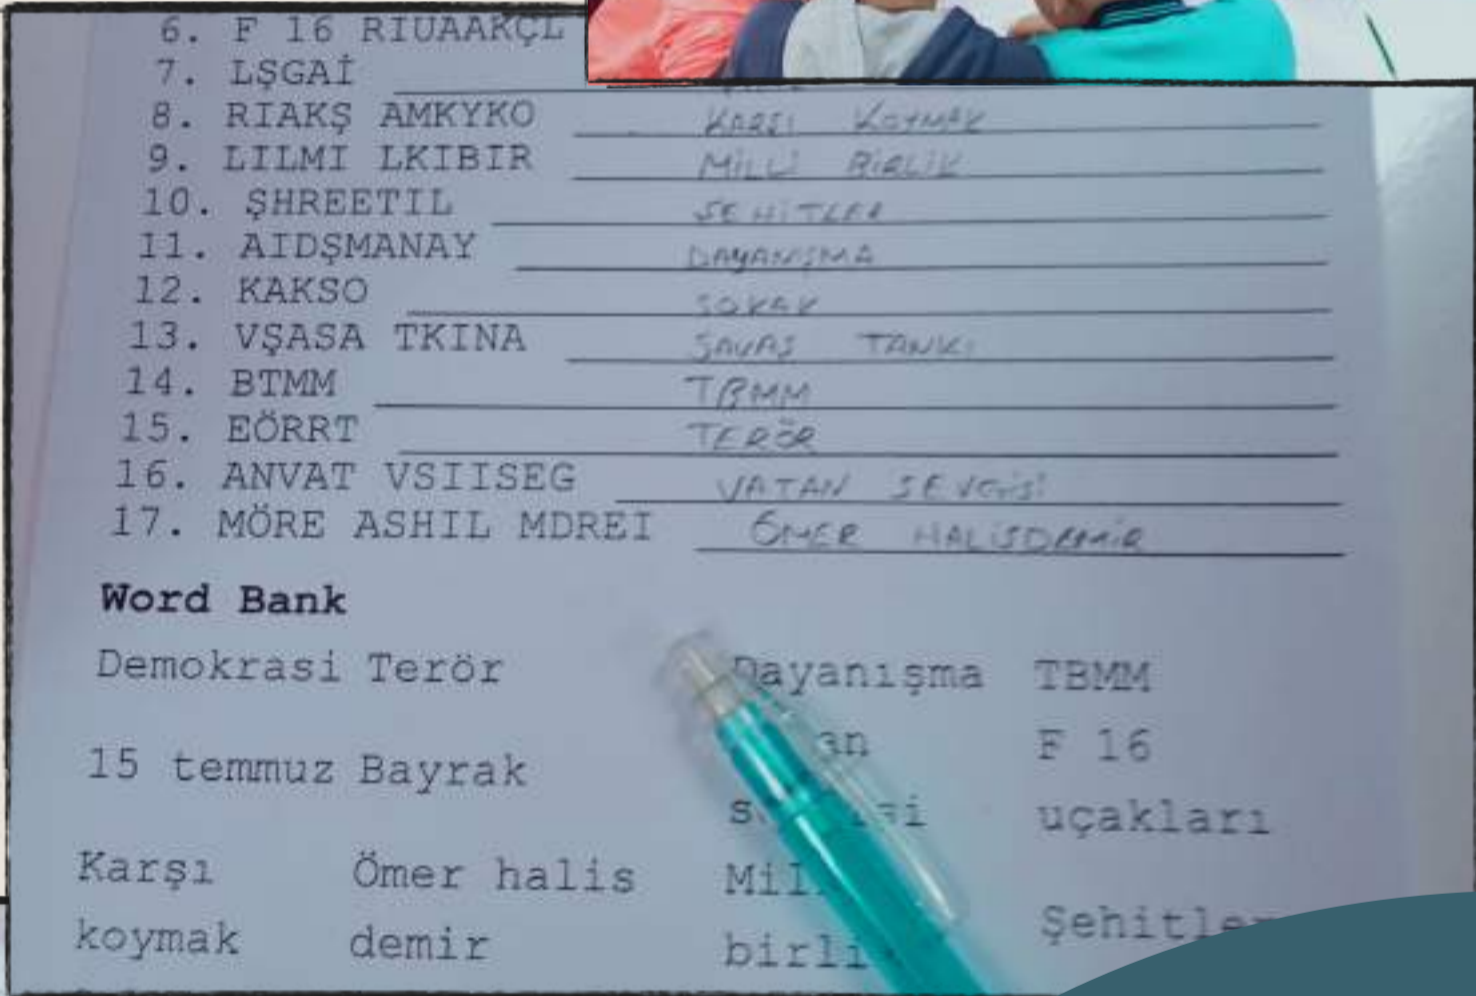 6. F 16 RIUAAKÇL
7. LŞGAİ
8. RIAKŞ AMKYKO KARŞI KOYMAK
9. LILMI LKIBIR MİLLİ BİRLİK
10. ŞHREETIL ŞEHİTLER
11. AIDŞMANAY DAYANIŞMA
12. KAKSO SOKAK
13. VŞASA TKINA SAVAŞ TANKI
14. BTMM TBMM
15. EÖRRT TERÖR
16. ANVAT VSIISEG VATAN SEVGİSİ
17. MÖRE ASHIL MDREI ÖMER HALİSDEMİR
Word Bank
Demokrasi Terör Dayanışma TBMM
15 temmuz Bayrak F 16
uçakları
Karşı Ömer halis
koymak demir